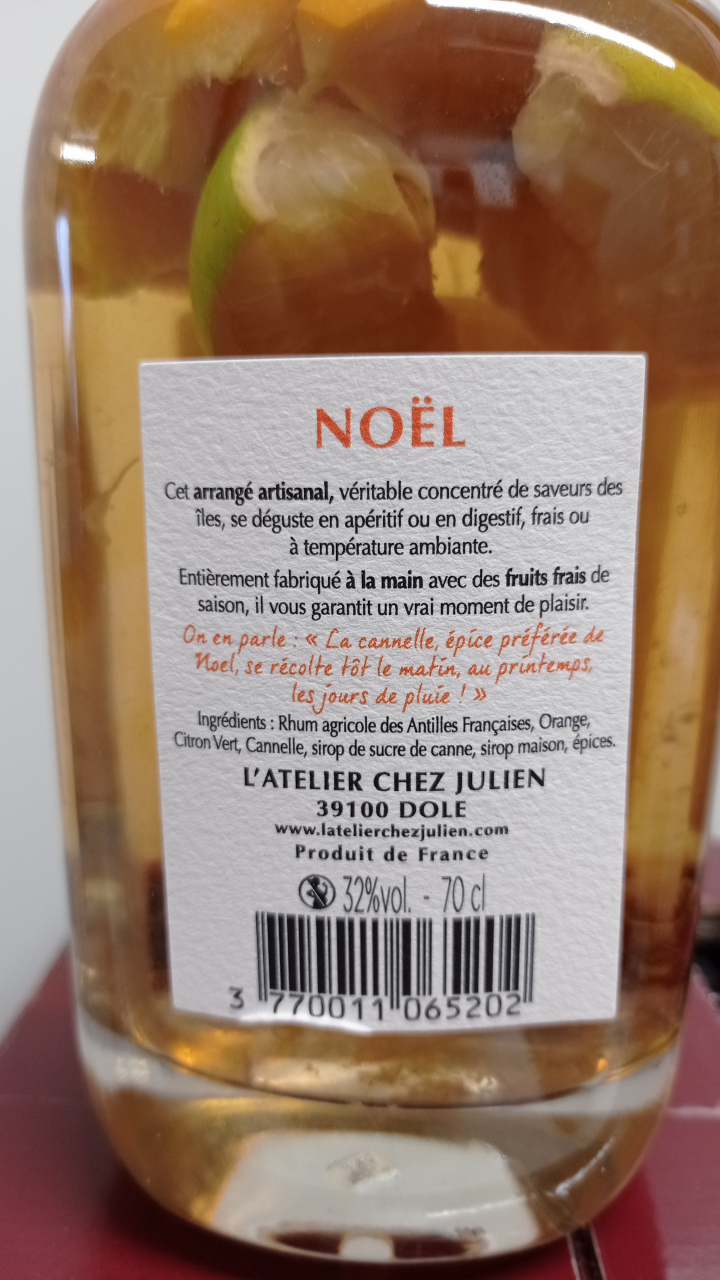 NOËL
Cet arrangé artisanal, véritable concentré de saveurs des
îles, se déguste en apéritif ou en digestif, frais ou
à température ambiante.
Entièrement fabriqué à la main avec des fruits frais de
saison, il vous garantit un vrai moment de plaisir.
On en parle : « La cannelle, épice préférée de
Noel, se récolte tôt le matin, au printemps,
les jours de pluie ! »
Ingrédients : Rhum agricole des Antilles Françaises, Orange,
Citron Vert, Cannelle, sirop de sucre de canne, sirop maison, épices.
L'ATELIER CHEZ JULIEN
39100 DOLE
www.latelierchezjulien.com
Produit de France
32%vol. - 70 cl
3 770011 065202